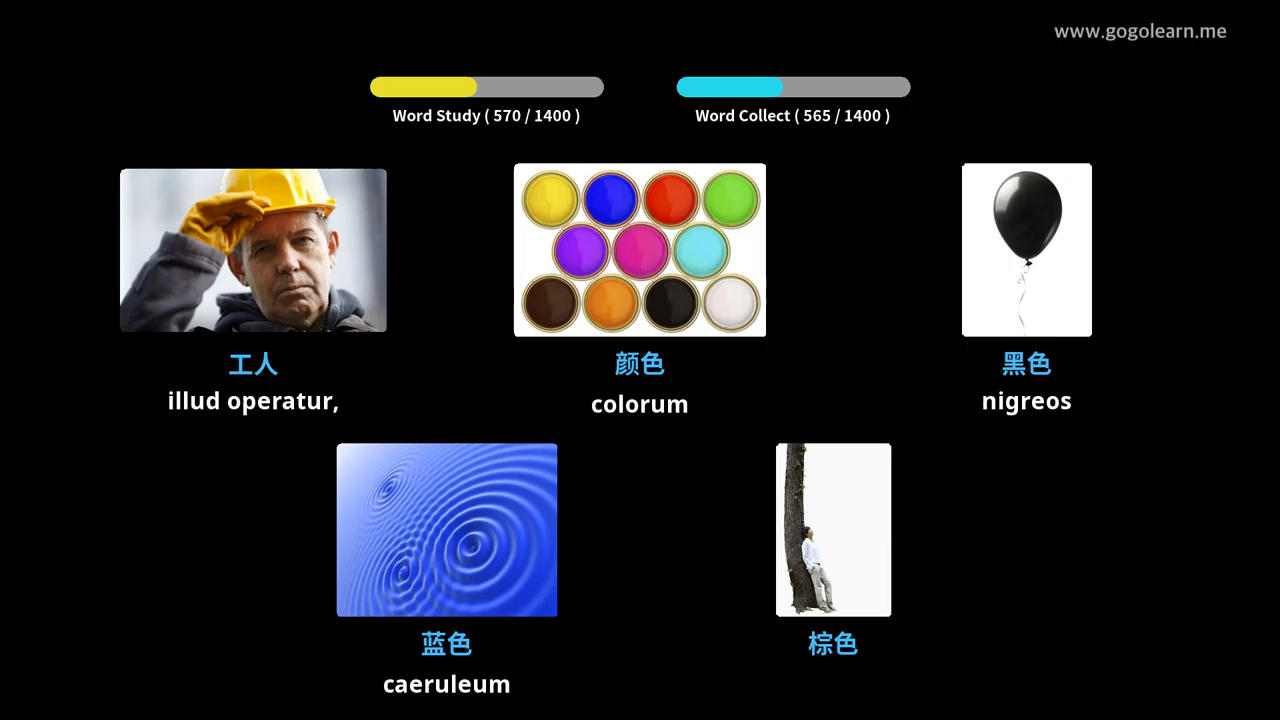 www.gogolearn.me
Word Study ( 570 / 1400 )
Word Collect ( 565 / 1400 )
工人
illud operatur,
颜色
colorum
黑色
nigreos
蓝色
caeruleum
棕色